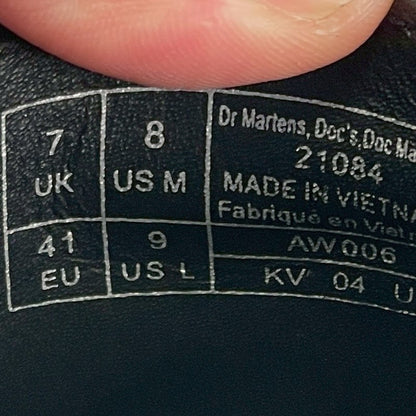 7 UK
8 US M
41 EU
9 US L
Dr Martens, Doc's, Doc Ma
21084
MADE IN VIETNA
Fabriqué en Viet
AW006
KV 04 U